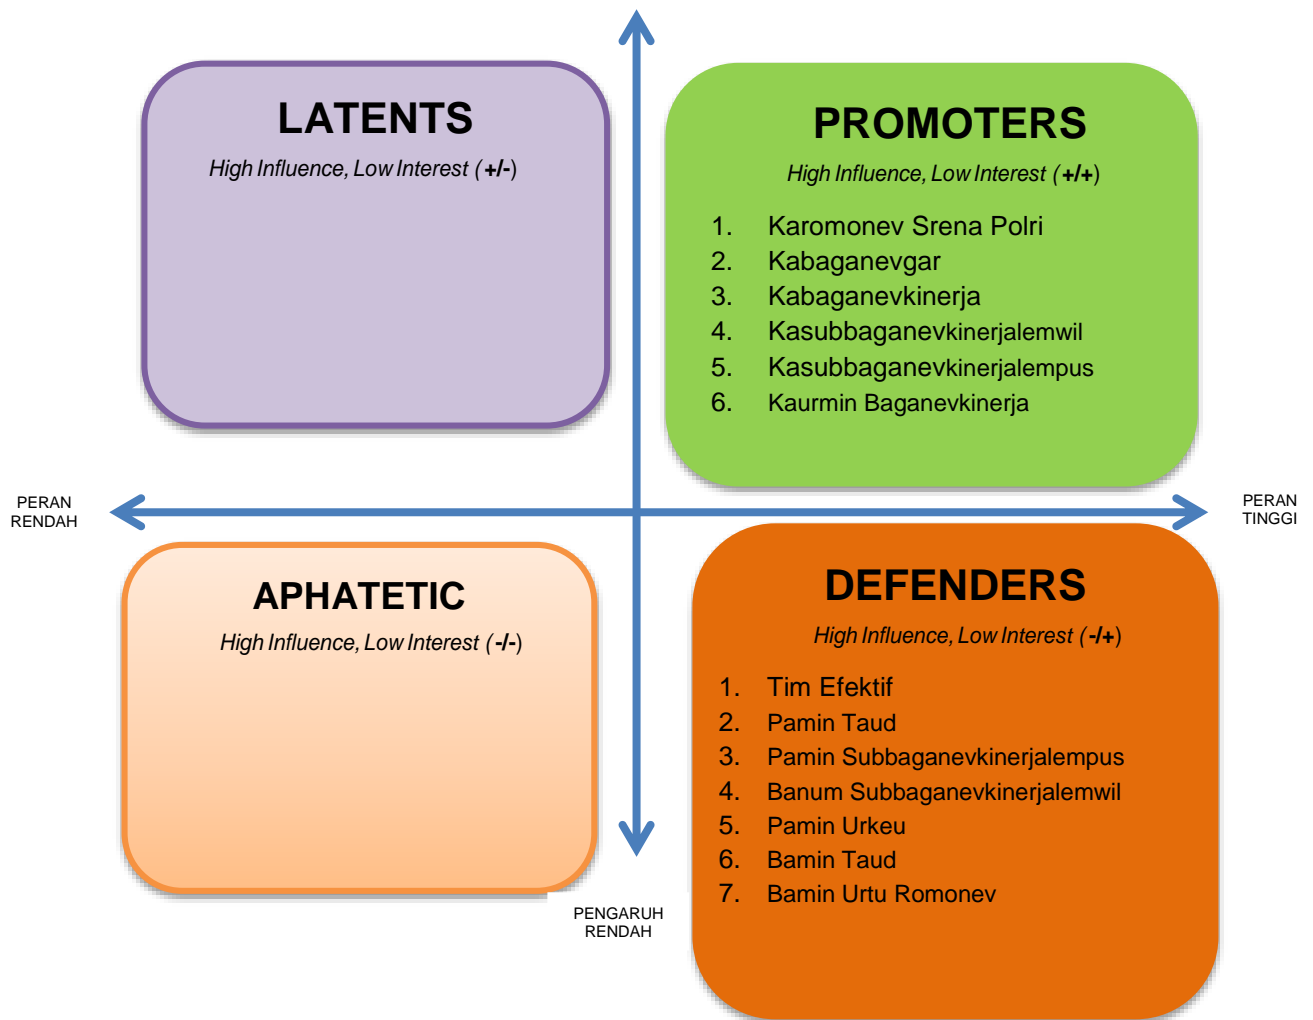 LATENTS
High Influence, Low Interest (+/-)
PROMOTERS
High Influence, Low Interest (+/+)
1. Karomonev Srena Polri
2. Kabaganevgar
3. Kabaganevkinerja
4. Kasubbaganevkinerjalemwil
5. Kasubbaganevkinerjalempus
6. Kaurmin Baganevkinerja
PERAN
RENDAH
PERAN
TINGGI
APHATETIC
High Influence, Low Interest (-/-)
DEFENDERS
High Influence, Low Interest (-/+)
1. Tim Efektif
2. Pamin Taud
3. Pamin Subbaganevkinerjalempus
4. Banum Subbaganevkinerjalemwil
5. Pamin Urkeu
6. Bamin Taud
7. Bamin Urtu Romonev
PENGARUH
RENDAH